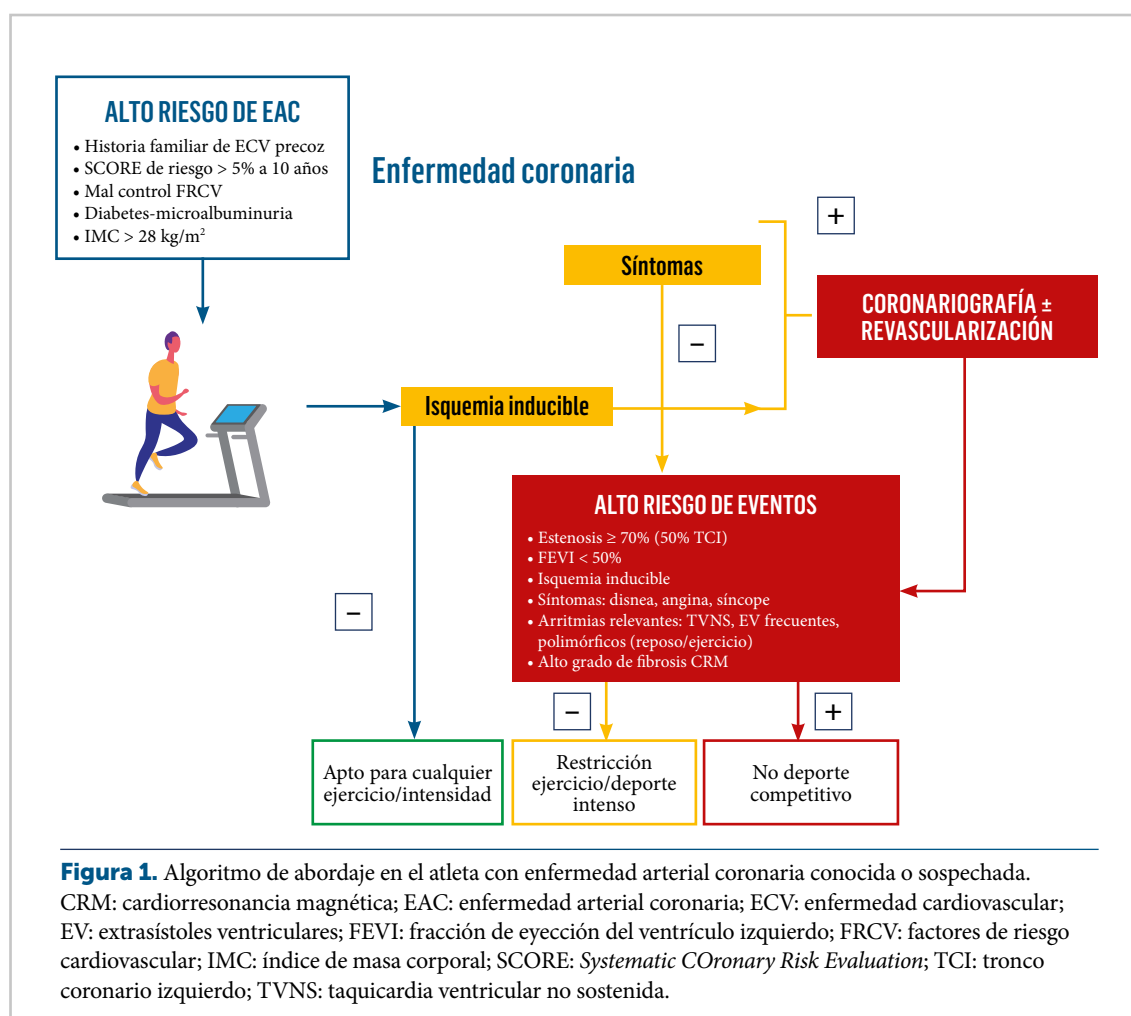 ALTO RIESGO DE EAC
• Historia familiar de ECV precoz
• SCORE de riesgo > 5% a 10 años
• Mal control FRCV
• Diabetes-microalbuminuria
• IMC > 28 kg/m²
Enfermedad coronaria
+
Síntomas
CORONARIOGRAFÍA ±
REVASCULARIZACIÓN
–
Isquemia inducible
ALTO RIESGO DE EVENTOS
• Estenosis ≥ 70% (50% TCI)
• FEVI < 50%
• Isquemia inducible
• Síntomas: disnea, angina, síncope
• Arritmias relevantes: TVNS, EV frecuentes,
polimórficos (reposo/ejercicio)
• Alto grado de fibrosis CRM
–
–
+
Apto para cualquier
ejercicio/intensidad
Restricción
ejercicio/deporte
intenso
No deporte
competitivo
Figura 1. Algoritmo de abordaje en el atleta con enfermedad arterial coronaria conocida o sospechada.
CRM: cardiorresonancia magnética; EAC: enfermedad arterial coronaria; ECV: enfermedad cardiovascular;
EV: extrasístoles ventriculares; FEVI: fracción de eyección del ventrículo izquierdo; FRCV: factores de riesgo
cardiovascular; IMC: índice de masa corporal; SCORE: Systematic COronary Risk Evaluation; TCI: tronco
coronario izquierdo; TVNS: taquicardia ventricular no sostenida.